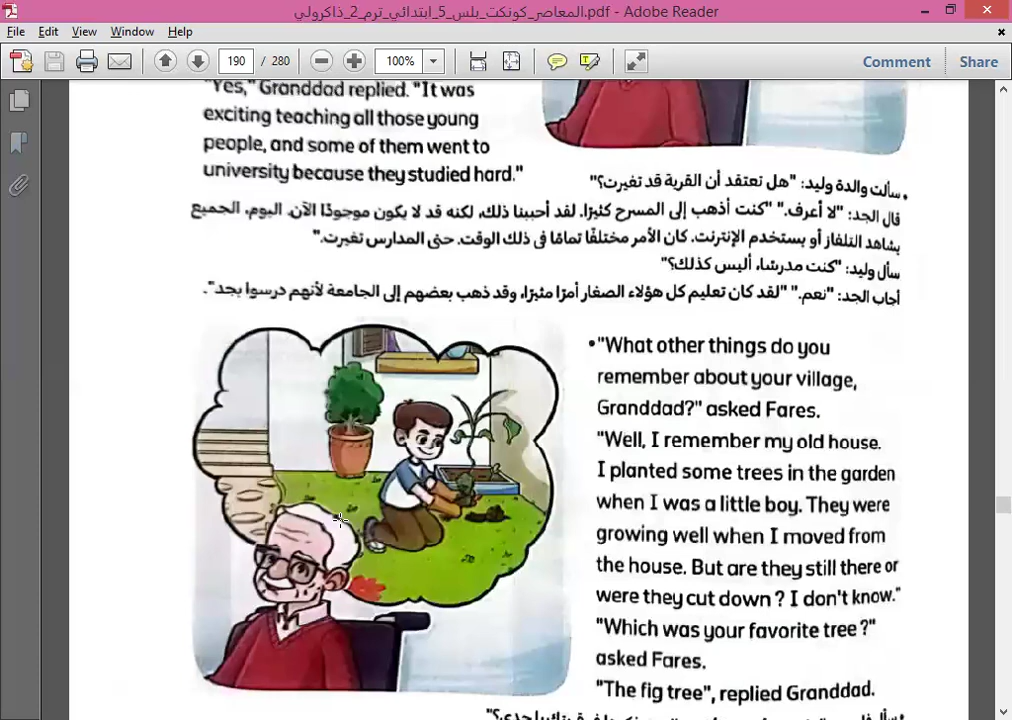 المعاصر_كونكت_بلس_5_ابتدائي_ترم_2_ذاكرولي.pdf - Adobe Reader
File Edit View Window Help
190 / 280 100% Comment Share
"Yes," Granddad replied. "It was
exciting teaching all those young
people, and some of them went to
university because they studied hard."
• سألت والدة وليد: "هل تعتقد أن القرية قد تغيرت؟"
قال الجد: "لا أعرف." "كنت أذهب إلى المسرح كثيرًا. لقد أحببنا ذلك، لكنه قد لا يكون موجودًا الآن. اليوم، الجميع
يشاهد التلفاز أو يستخدم الإنترنت. كان الأمر مختلفًا تمامًا في ذلك الوقت. حتى المدارس تغيرت."
سأل وليد: "كنت مدرسًا، أليس كذلك؟"
أجاب الجد: "نعم." "لقد كان تعليم كل هؤلاء الصغار أمرًا مثيرًا، وقد ذهب بعضهم إلى الجامعة لأنهم درسوا بجد".
• "What other things do you
remember about your village,
Granddad?" asked Fares.
"Well, I remember my old house.
I planted some trees in the garden
when I was a little boy. They were
growing well when I moved from
the house. But are they still there or
were they cut down ? I don't know."
"Which was your favorite tree ?"
asked Fares.
"The fig tree", replied Granddad.